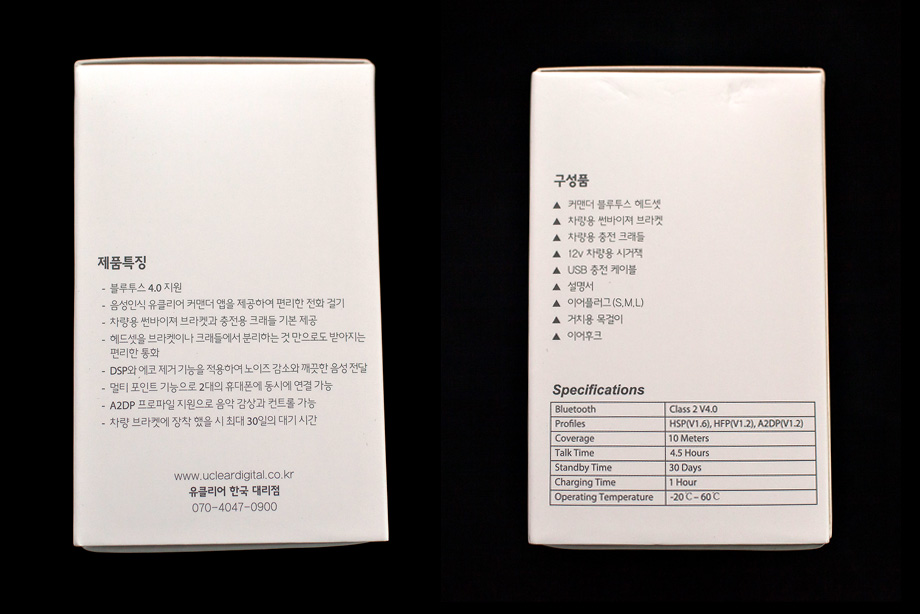 제품특징
- 블루투스 4.0 지원
- 음성인식 유클리어 커맨더 앱을 제공하여 편리한 전화 걸기
- 차량용 썬바이져 브라켓과 충전용 크래들 기본 제공
- 헤드셋을 브라켓이나 크래들에서 분리하는 것 만으로도 받아지는
편리한 통화
- DSP와 에코 제거 기능을 적용하여 노이즈 감소와 깨끗한 음성 전달
- 멀티 포인트 기능으로 2대의 휴대폰에 동시에 연결 가능
- A2DP 프로파일 지원으로 음악 감상과 컨트롤 가능
- 차량 브라켓에 장착 했을 시 최대 30일의 대기 시간
www.ucleardigital.co.kr
유클리어 한국 대리점
070-4047-0900
구성품
▲ 커맨더 블루투스 헤드셋
▲ 차량용 썬바이져 브라켓
▲ 차량용 충전 크래들
▲ 12v 차량용 시거잭
▲ USB 충전 케이블
▲ 설명서
▲ 이어플러그(S,M,L)
▲ 거치용 목걸이
▲ 이어후크
Specifications
Bluetooth Class 2 V4.0
Profiles HSP(V1.6), HFP(V1.2), A2DP(V1.2)
Coverage 10 Meters
Talk Time 4.5 Hours
Standby Time 30 Days
Charging Time 1 Hour
Operating Temperature -20℃ – 60℃